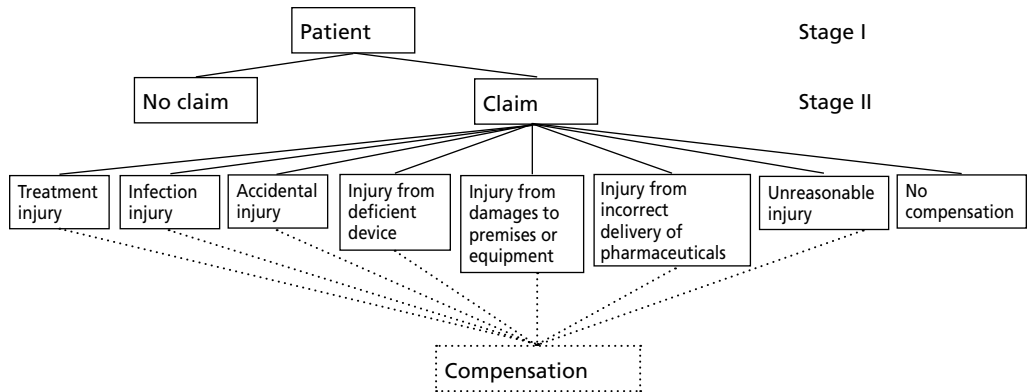 Patient
Stage I
No claim
Claim
Stage II
Treatment
injury
Infection
injury
Accidental
injury
Injury from
deficient
device
Injury from
damages to
premises or
equipment
Injury from
incorrect
delivery of
pharmaceuticals
Unreasonable
injury
No
compensation
Compensation